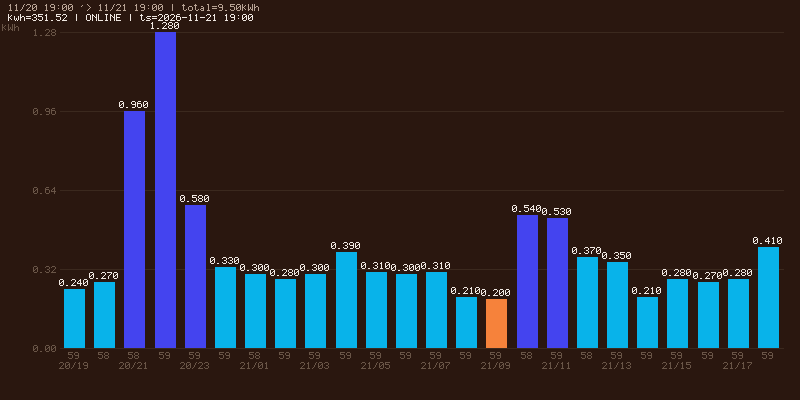 11/20 19:00 -> 11/21 19:00 | total=9.50KWh
Kwh=351.52 | ONLINE | ts=2026-11-21 19:00
KWh
1.28
0.96
0.64
0.32
0.00
0.240 0.270 0.960 1.280 0.580 0.330 0.300 0.280 0.300 0.390 0.310 0.300 0.310 0.210 0.200 0.540 0.530 0.370 0.350 0.210 0.280 0.270 0.280 0.410
59 58 58 59 59 59 58 59 59 59 59 59 59 59 59 58 59 58 59 59 59 59 59 59
20/19 20/21 20/23 21/01 21/03 21/05 21/07 21/09 21/11 21/13 21/15 21/17